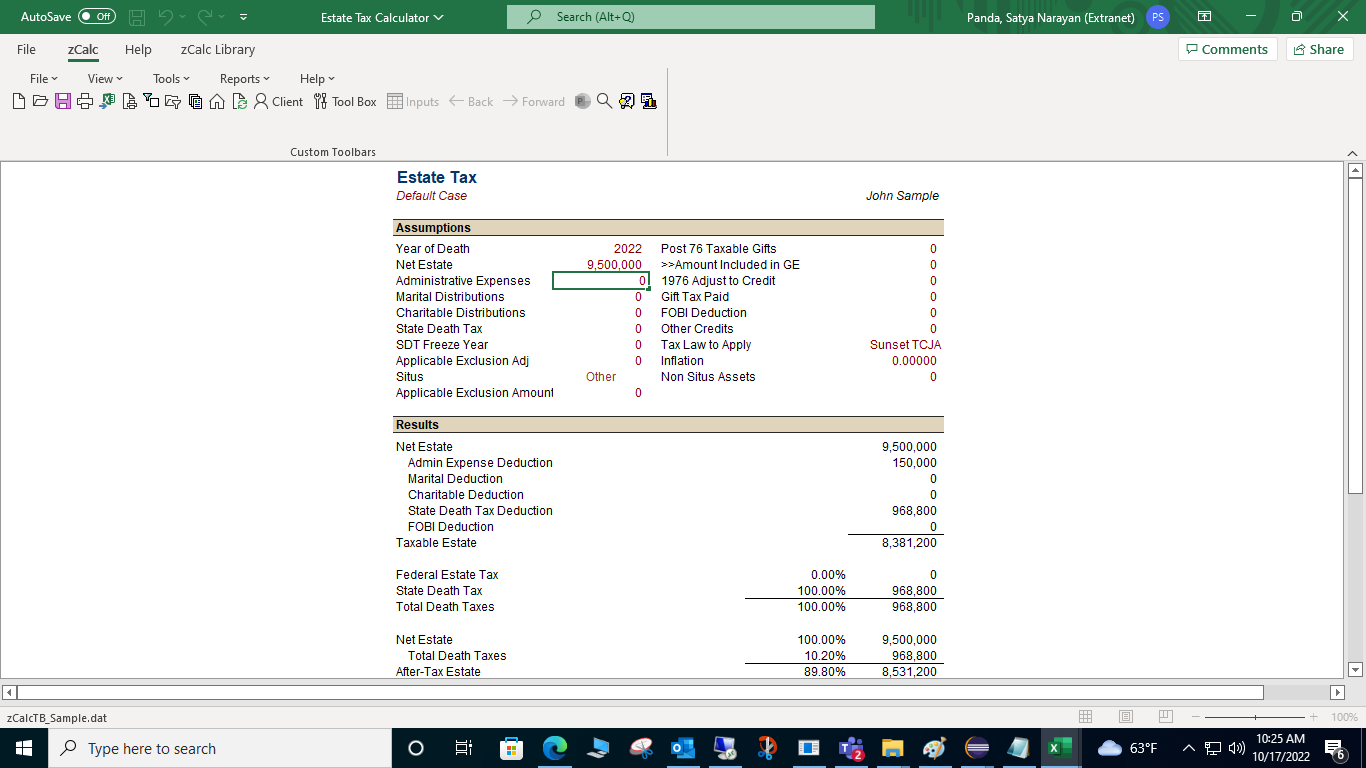 AutoSave Off Estate Tax Calculator Search (Alt+Q) Panda, Satya Narayan (Extranet) PS
File zCalc Help zCalc Library Comments Share
File View Tools Reports Help
Client Tool Box Inputs Back Forward
Custom Toolbars
Estate Tax
Default Case John Sample
Assumptions
Year of Death 2022 Post 76 Taxable Gifts 0
Net Estate 9,500,000 >>Amount Included in GE 0
Administrative Expenses 0 1976 Adjust to Credit 0
Marital Distributions 0 Gift Tax Paid 0
Charitable Distributions 0 FOBI Deduction 0
State Death Tax 0 Other Credits 0
SDT Freeze Year 0 Tax Law to Apply Sunset TCJA
Applicable Exclusion Adj 0 Inflation 0.00000
Situs Other Non Situs Assets 0
Applicable Exclusion Amount 0
Results
Net Estate 9,500,000
Admin Expense Deduction 150,000
Marital Deduction 0
Charitable Deduction 0
State Death Tax Deduction 968,800
FOBI Deduction 0
Taxable Estate 8,381,200
Federal Estate Tax 0.00% 0
State Death Tax 100.00% 968,800
Total Death Taxes 100.00% 968,800
Net Estate 100.00% 9,500,000
Total Death Taxes 10.20% 968,800
After-Tax Estate 89.80% 8,531,200
zCalcTB_Sample.dat 100%
Type here to search 2 63°F 10:25 AM 6
10/17/2022